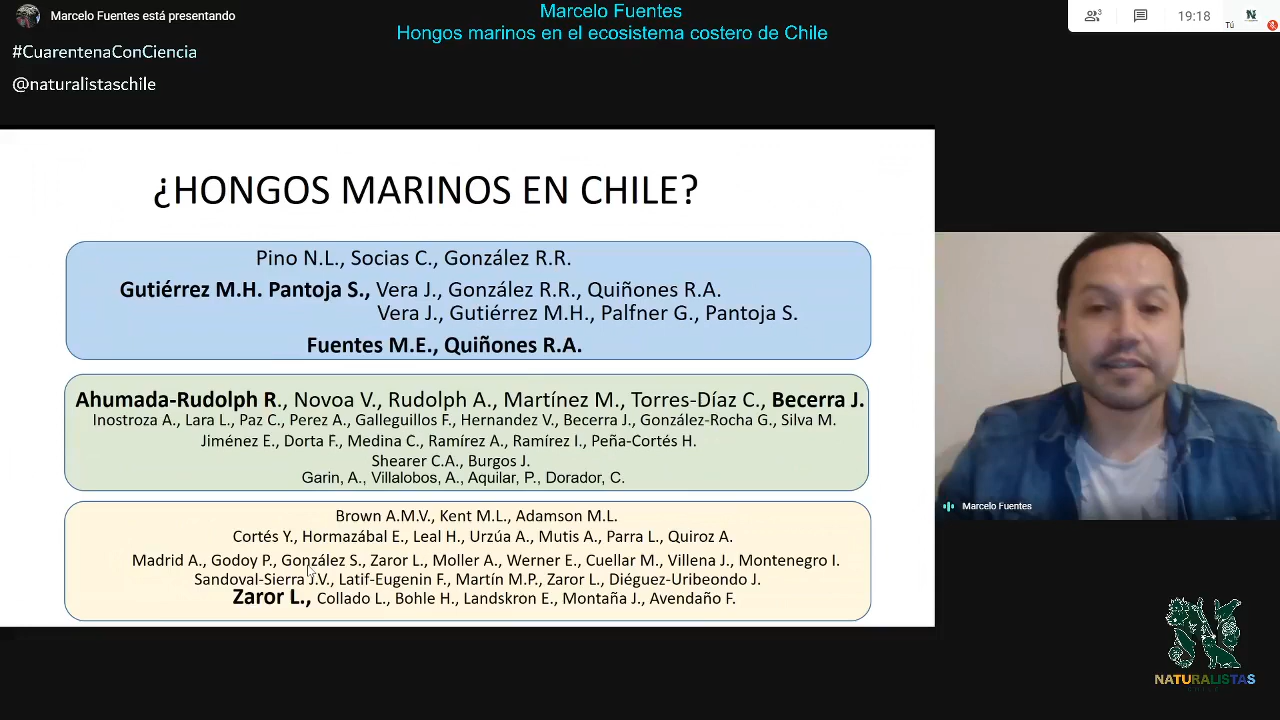 Marcelo Fuentes está presentando
Marcelo Fuentes
Hongos marinos en el ecosistema costero de Chile
3
19:18
Tú
#CuarentenaConCiencia
@naturalistaschile
¿HONGOS MARINOS EN CHILE?
Pino N.L., Socias C., González R.R.
Gutiérrez M.H. Pantoja S., Vera J., González R.R., Quiñones R.A.
Vera J., Gutiérrez M.H., Palfner G., Pantoja S.
Fuentes M.E., Quiñones R.A.
Ahumada-Rudolph R., Novoa V., Rudolph A., Martínez M., Torres-Díaz C., Becerra J.
Inostroza A., Lara L., Paz C., Perez A., Galleguillos F., Hernandez V., Becerra J., González-Rocha G., Silva M.
Jiménez E., Dorta F., Medina C., Ramírez A., Ramírez I., Peña-Cortés H.
Shearer C.A., Burgos J.
Garin, A., Villalobos, A., Aquilar, P., Dorador, C.
Brown A.M.V., Kent M.L., Adamson M.L.
Cortés Y., Hormazábal E., Leal H., Urzúa A., Mutis A., Parra L., Quiroz A.
Madrid A., Godoy P., González S., Zaror L., Moller A., Werner E., Cuellar M., Villena J., Montenegro I.
Sandoval-Sierra J.V., Latif-Eugenin F., Martín M.P., Zaror L., Diéguez-Uribeondo J.
Zaror L., Collado L., Bohle H., Landskron E., Montaña J., Avendaño F.
Marcelo Fuentes
NATURALISTAS
CHILE